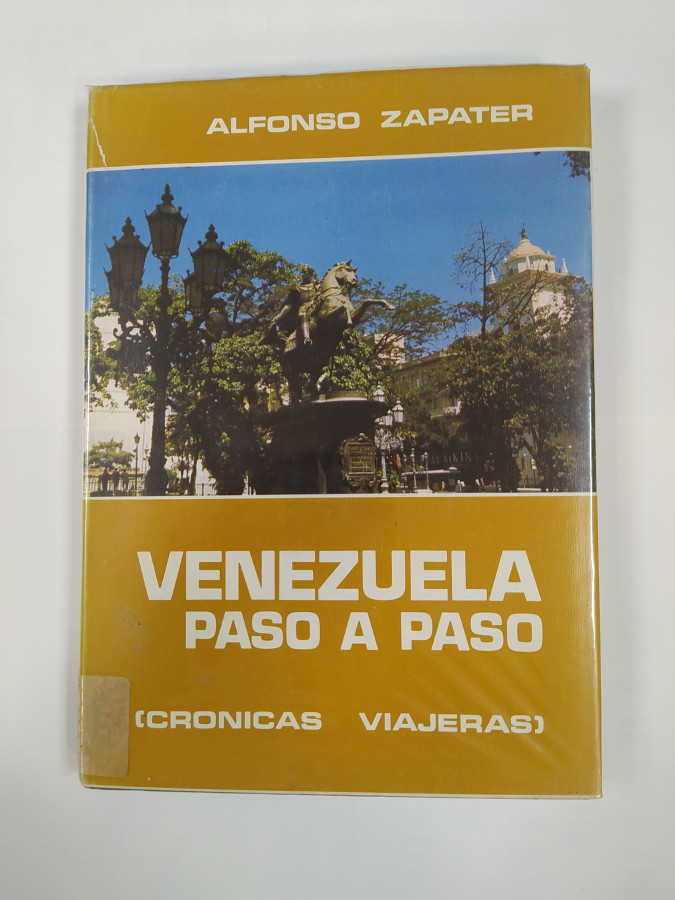 ALFONSO ZAPATER
VENEZUELA
PASO A PASO
(CRONICAS VIAJERAS)